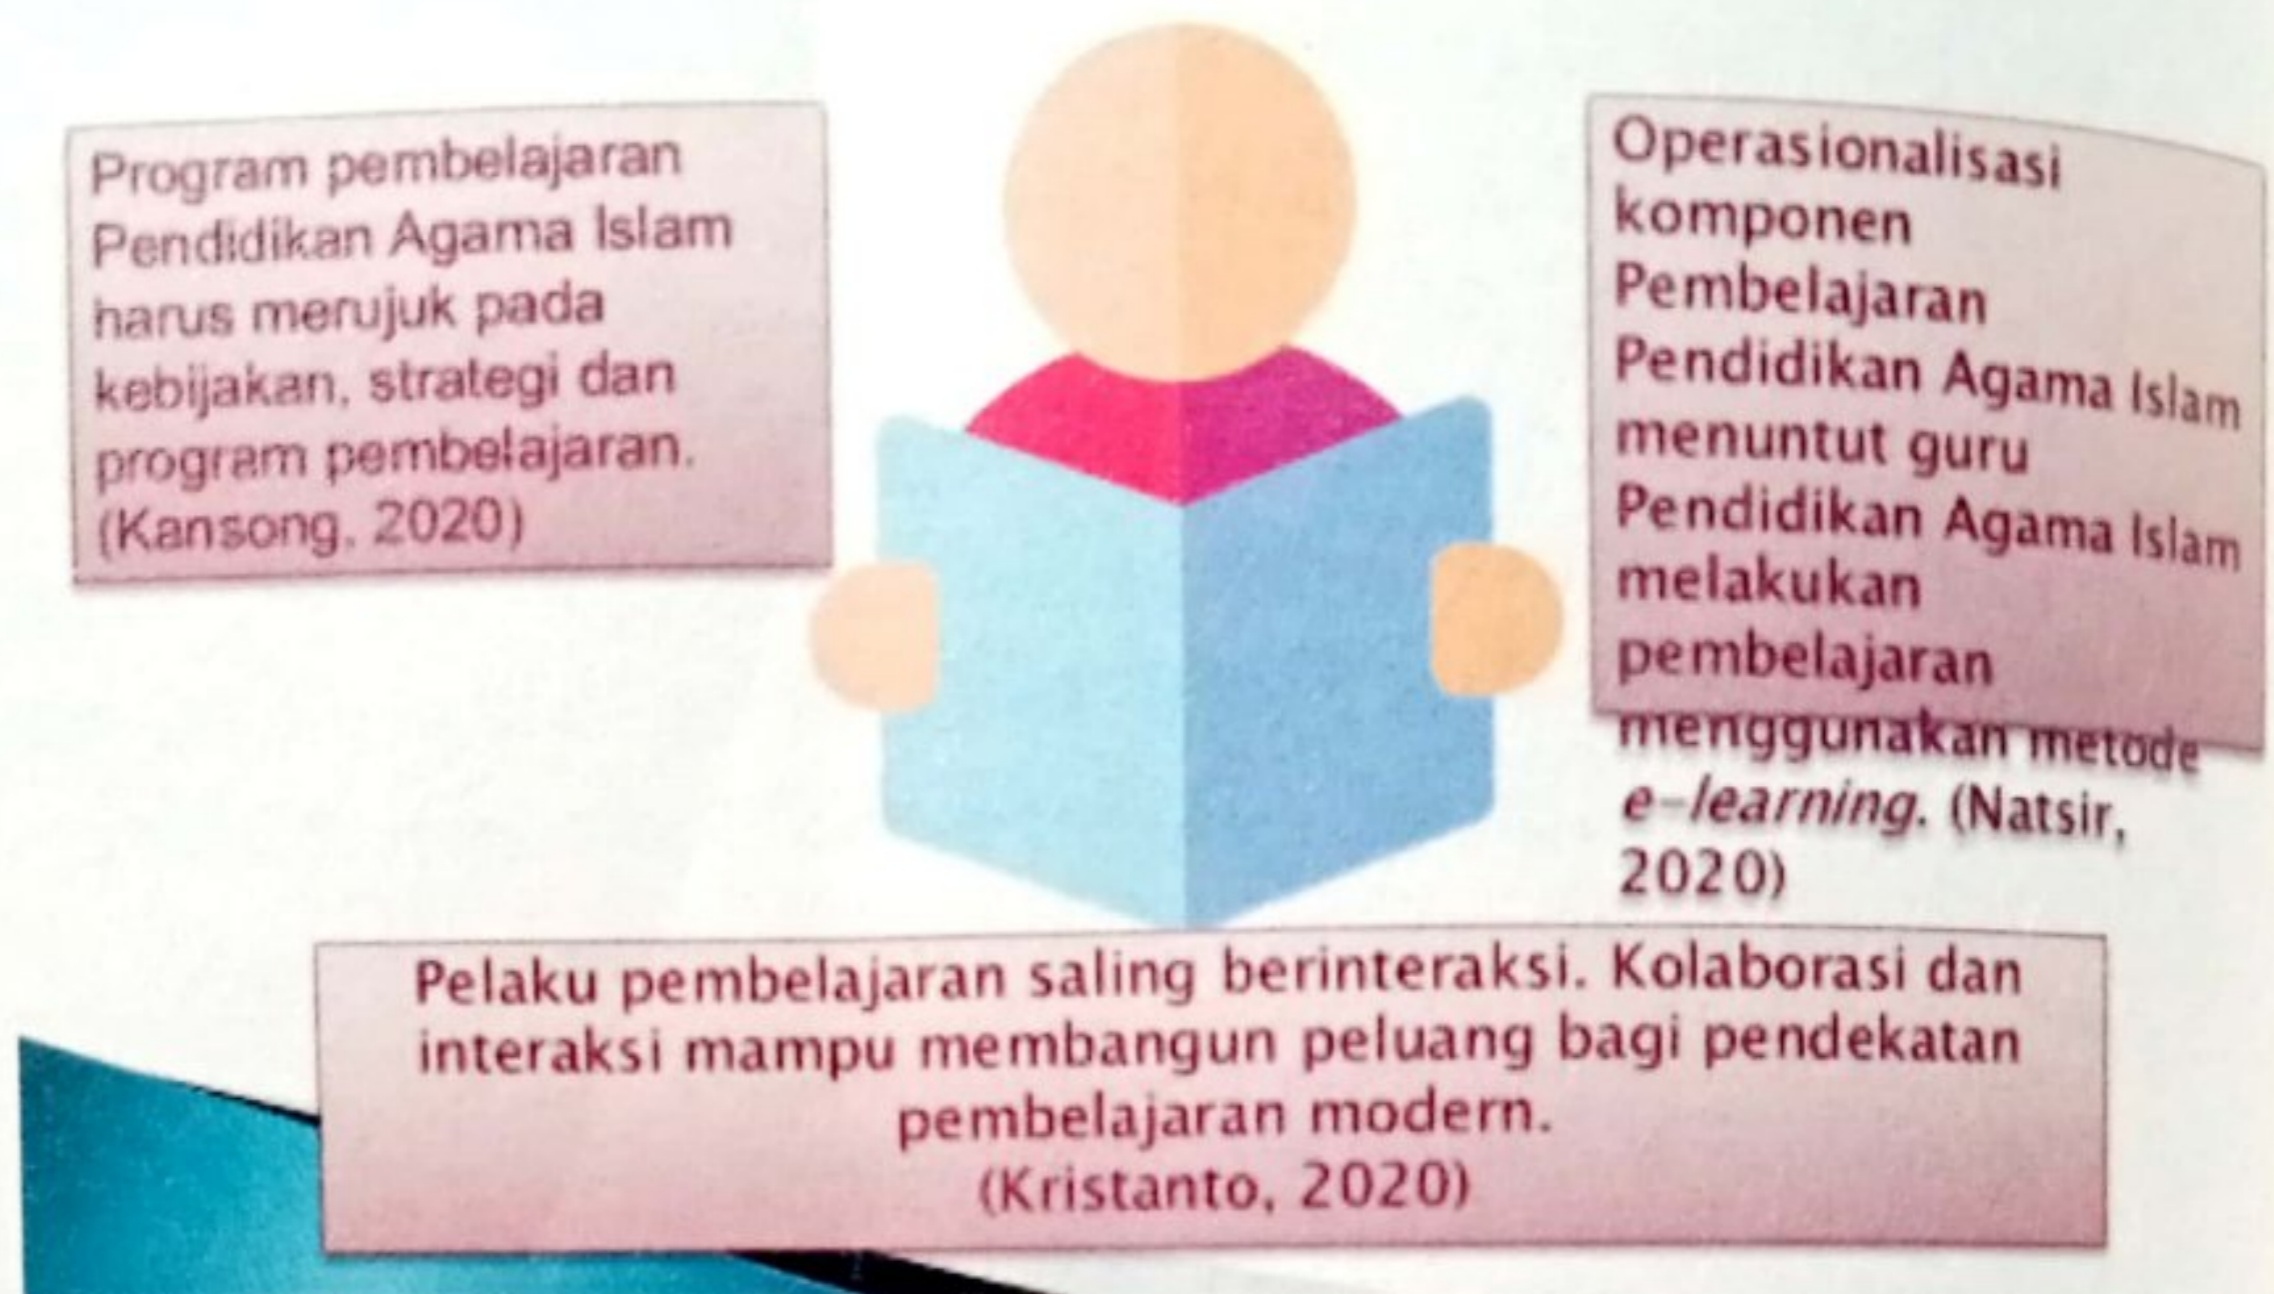 Program pembelajaran
Pendidikan Agama Islam
harus merujuk pada
kebijakan, strategi dan
program pembelajaran.
(Kansong, 2020)
Operasionalisasi
komponen
Pembelajaran
Pendidikan Agama Islam
menuntut guru
Pendidikan Agama Islam
melakukan
pembelajaran
menggunakan metode
e-learning. (Natsir,
2020)
Pelaku pembelajaran saling berinteraksi. Kolaborasi dan
interaksi mampu membangun peluang bagi pendekatan
pembelajaran modern.
(Kristanto, 2020)